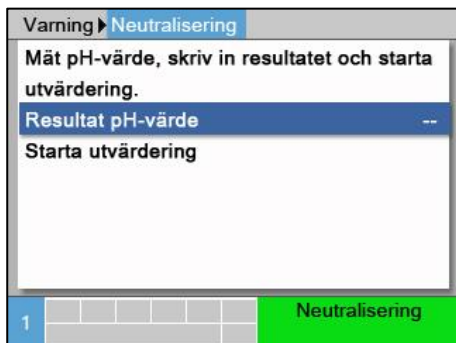 Varning Neutralisering
Mät pH-värde, skriv in resultatet och starta
utvärdering.
Resultat pH-värde --
Starta utvärdering
1 Neutralisering